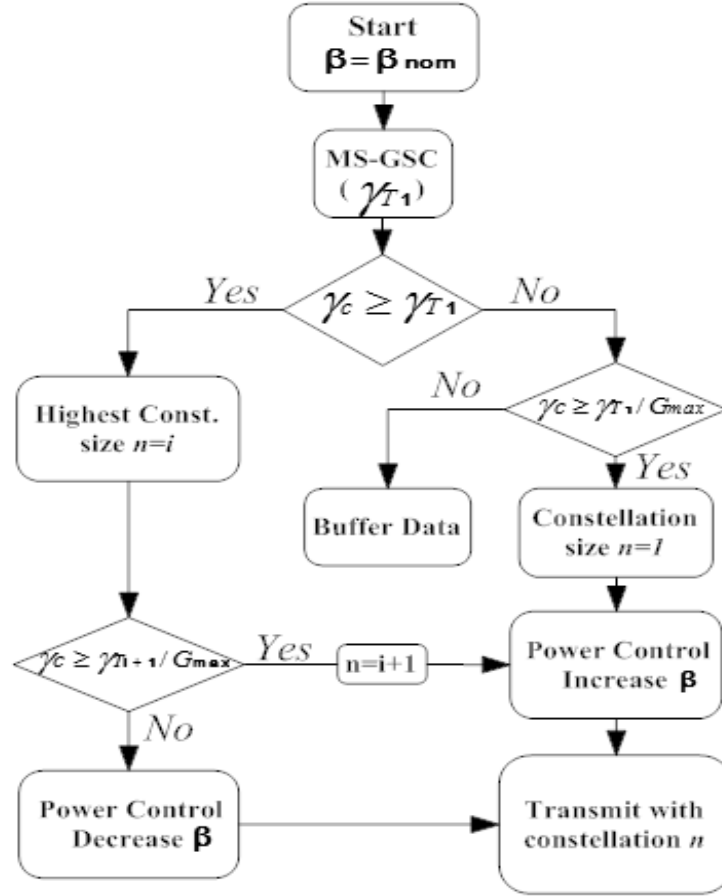 Start
β = β nom
MS-GSC
( γT1)
Yes
γc ≥ γT1
No
Highest Const.
size n=i
No
γc ≥ γT1 / Gmax
Yes
Buffer Data
Constellation
size n=1
γc ≥ γTi+1 / Gmax
Yes
n=i+1
Power Control
Increase β
No
Power Control
Decrease β
Transmit with
constellation n